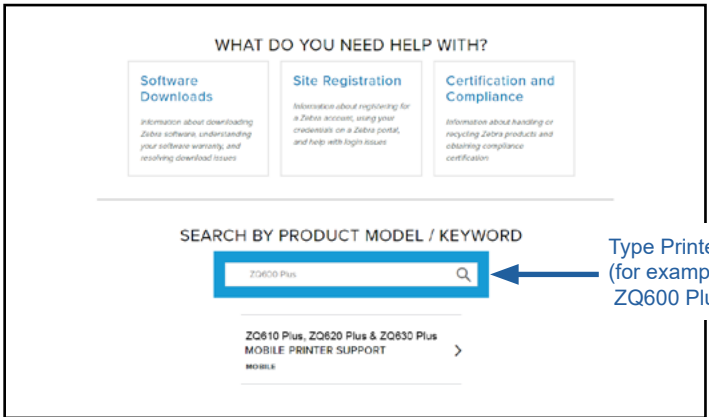 WHAT DO YOU NEED HELP WITH?
Software
Downloads
Information about downloading
Zebra software, understanding
your software warranty, and
resolving download issues
Site Registration
Information about registering for
a Zebra account, using your
credentials on a Zebra portal,
and help with login issues
Certification and
Compliance
Information about handling or
recycling Zebra products and
obtaining compliance
certification
SEARCH BY PRODUCT MODEL / KEYWORD
ZQ600 Plus
Type
(for
ZQ600
ZQ610 Plus, ZQ620 Plus & ZQ630 Plus
MOBILE PRINTER SUPPORT
MOBILE